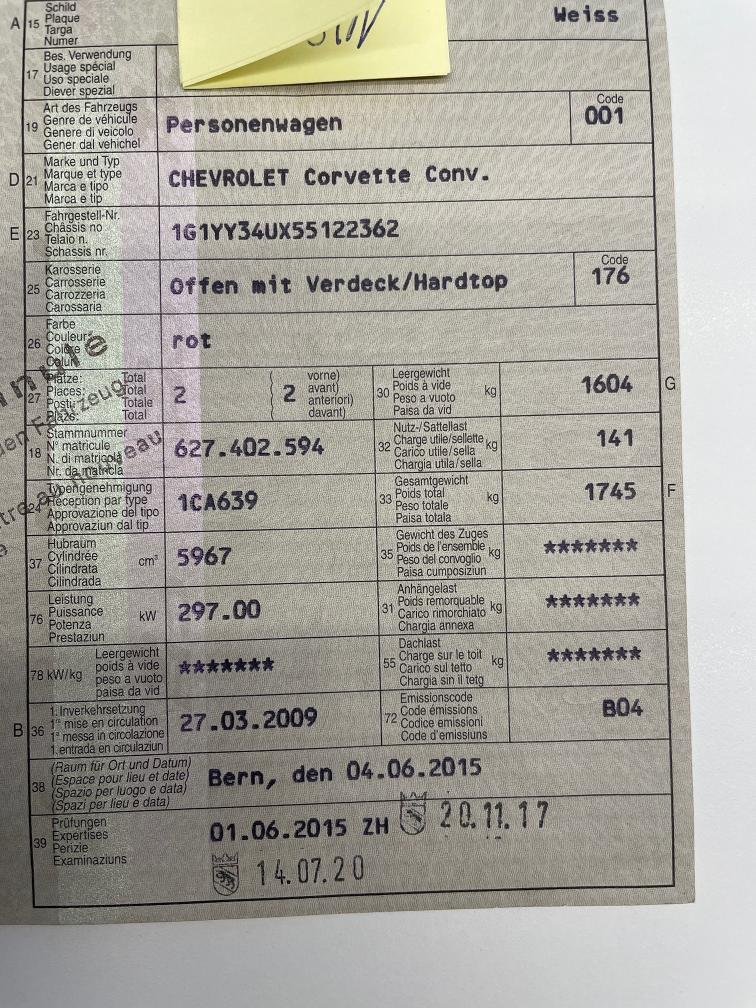 A 15 Schild
Plaque
Targa
Numer
Weiss
17 Bes. Verwendung
Usage spécial
Uso speciale
Diever spezial
19 Art des Fahrzeugs
Genre de véhicule
Genere di veicolo
Gener dal vehichel
Personenwagen
Code
001
D 21 Marke und Typ
Marque et type
Marca e tipo
Marca e tip
CHEVROLET Corvette Conv.
E 23 Fahrgestell-Nr.
Châssis no
Telaio n.
Schassis nr.
1G1YY34UX55122362
25 Karosserie
Carrosserie
Carrozzeria
Carossaria
Offen mit Verdeck/Hardtop
Code
176
26 Farbe
Couleur
Colore
Colur
rot
27 Plätze: Total
Places: Total
Posti: Totale
Plazs: Total
2
2
vorne)
avant)
anteriori)
davant)
30 Leergewicht
Poids à vide
Peso a vuoto
Paisa da vid
kg
1604
G
18 Stammnummer
N° matricule
N. di matricola
Nr. da matricla
627.402.594
32 Nutz-/Sattellast
Charge utile/sellette
Carico utile/sella
Chargia utila/sella
kg
141
24 Typengenehmigung
Réception par type
Approvazione del tipo
Approvaziun dal tip
1CA639
33 Gesamtgewicht
Poids total
Peso totale
Paisa totala
kg
1745
F
37 Hubraum
Cylindrée
Cilindrata
Cilindrada
cm³
5967
35 Gewicht des Zuges
Poids de l'ensemble
Peso del convoglio
Paisa cumposiziun
kg
*******
76 Leistung
Puissance
Potenza
Prestaziun
kW
297.00
31 Anhängelast
Poids remorquable
Carico rimorchiato
Chargia annexa
kg
*******
78 kW/kg
Leergewicht
poids à vide
peso a vuoto
paisa da vid
*******
55 Dachlast
Charge sur le toit
Carico sul tetto
Chargia sin il tetg
kg
*******
B 36 1. Inverkehrsetzung
1re mise en circulation
1a messa in circolazione
1. entrada en circulaziun
27.03.2009
72 Emissionscode
Code émissions
Codice emissioni
Code d'emissiuns
B04
38 (Raum für Ort und Datum)
(Espace pour lieu et date)
(Spazio per luogo e data)
(Spazi per lieu e data)
Bern, den 04.06.2015
39 Prüfungen
Expertises
Perizie
Examinaziuns
01.06.2015 ZH
20.11.17
14.07.20